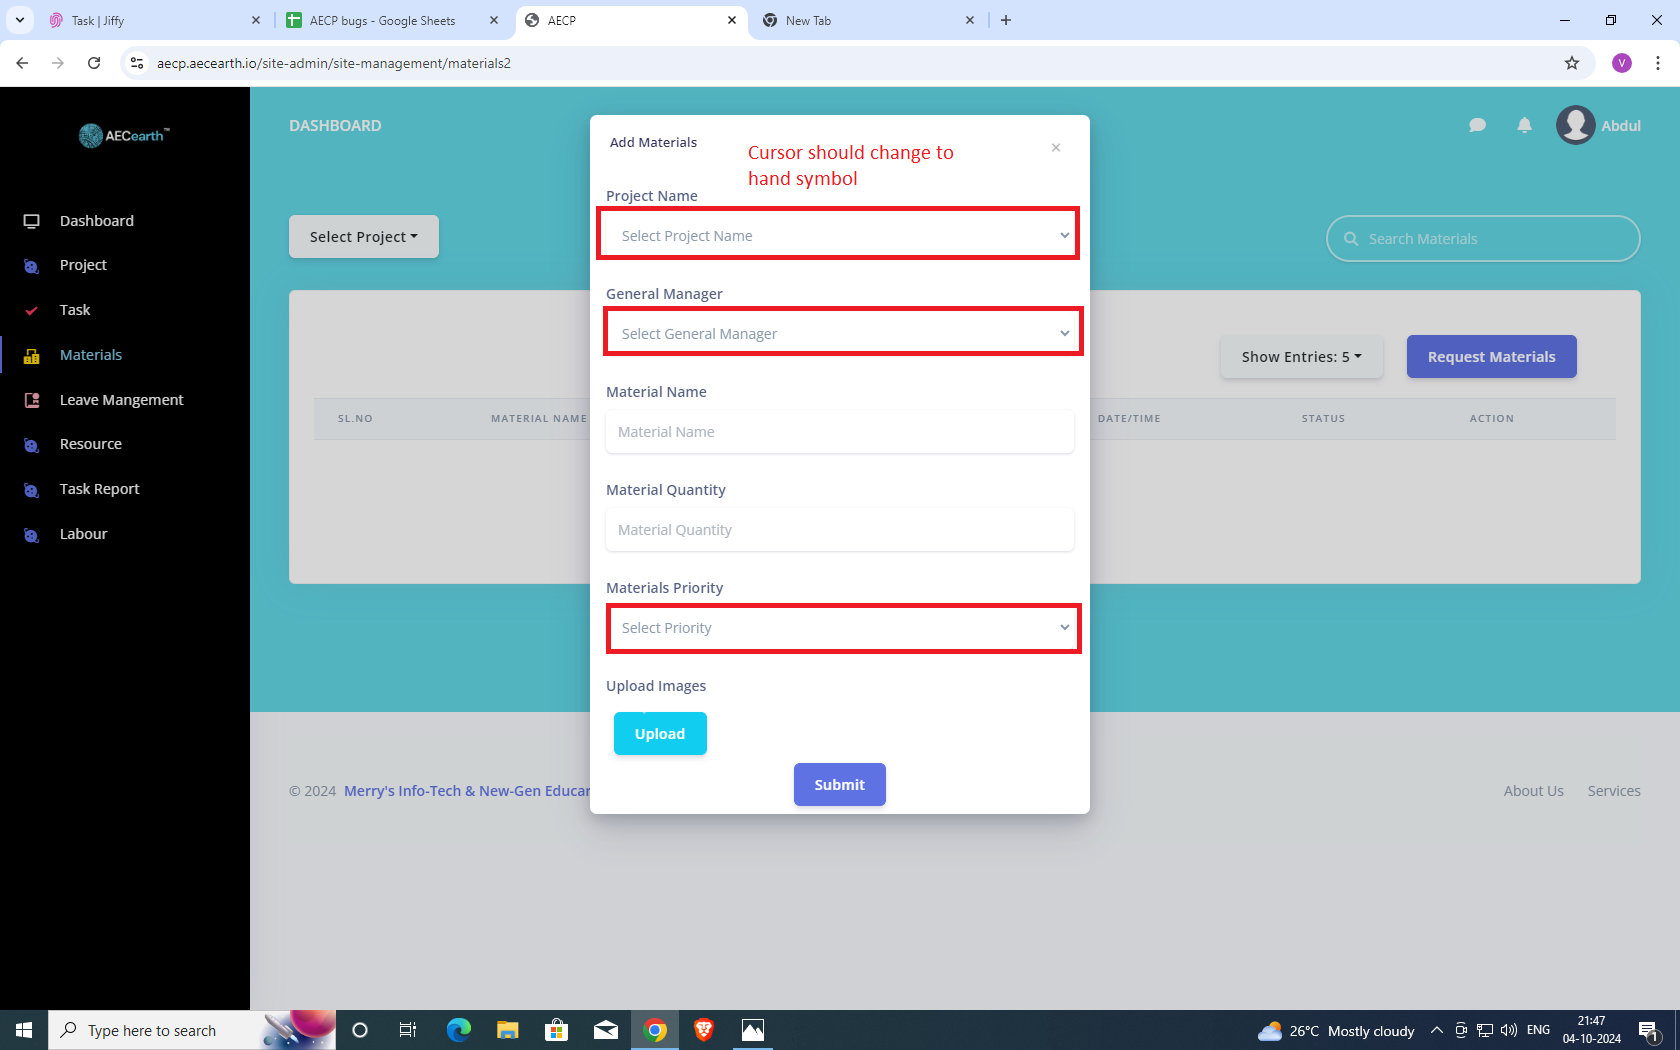 Task | Jiffy
AECP bugs - Google Sheets
AECP
New Tab
aecp.aecearth.io/site-admin/site-management/materials2
V
AECearth™
DASHBOARD
Abdul
Dashboard
Project
Task
Materials
Leave Mangement
Resource
Task Report
Labour
Select Project
Search Materials
Show Entries: 5
Request Materials
SL.NO
MATERIAL NAME
DATE/TIME
STATUS
ACTION
Add Materials
×
Cursor should change to
hand symbol
Project Name
Select Project Name
General Manager
Select General Manager
Material Name
Material Name
Material Quantity
Material Quantity
Materials Priority
Select Priority
Upload Images
Upload
Submit
© 2024 Merry's Info-Tech & New-Gen Educar
About Us
Services
Type here to search
26°C Mostly cloudy
ENG
21:47
04-10-2024
1